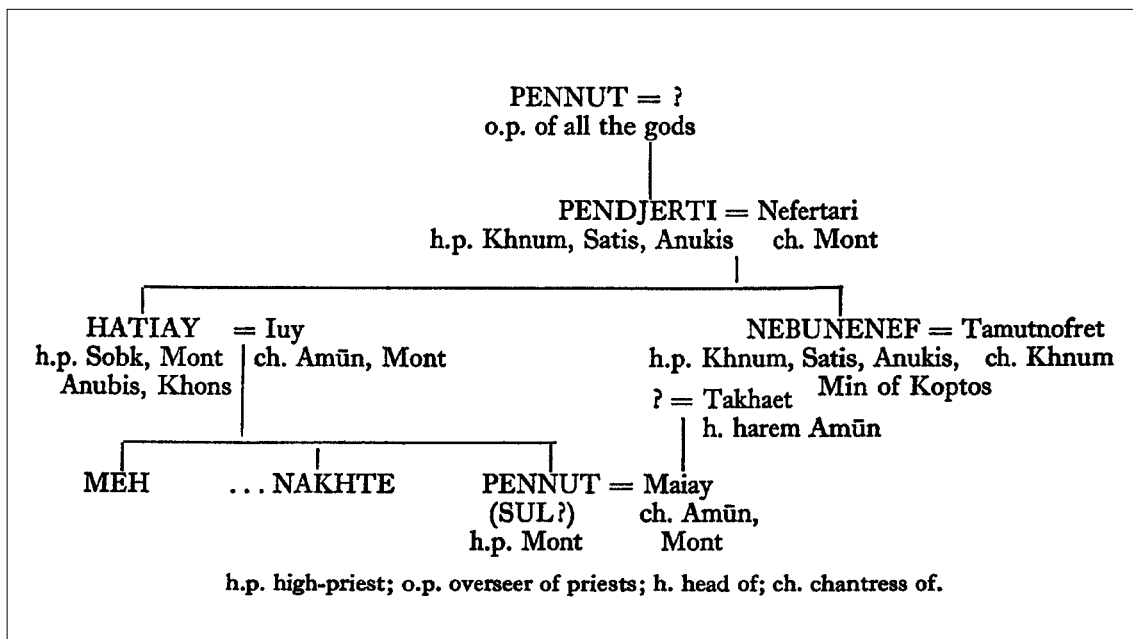 PENNUT = ?
o.p. of all the gods
PENDJERTI = Nefertari
h.p. Khnum, Satis, Anukis ch. Mont
HATIAY = Iuy NEBUNENEF = Tamutnofret
h.p. Sobk, Mont ch. Amūn, Mont h.p. Khnum, Satis, Anukis, ch. Khnum
Anubis, Khons Min of Koptos
? = Takhaet
h. harem Amūn
MEH ... NAKHTE PENNUT = Maiay
(SUL?) ch. Amūn,
h.p. Mont Mont
h.p. high-priest; o.p. overseer of priests; h. head of; ch. chantress of.